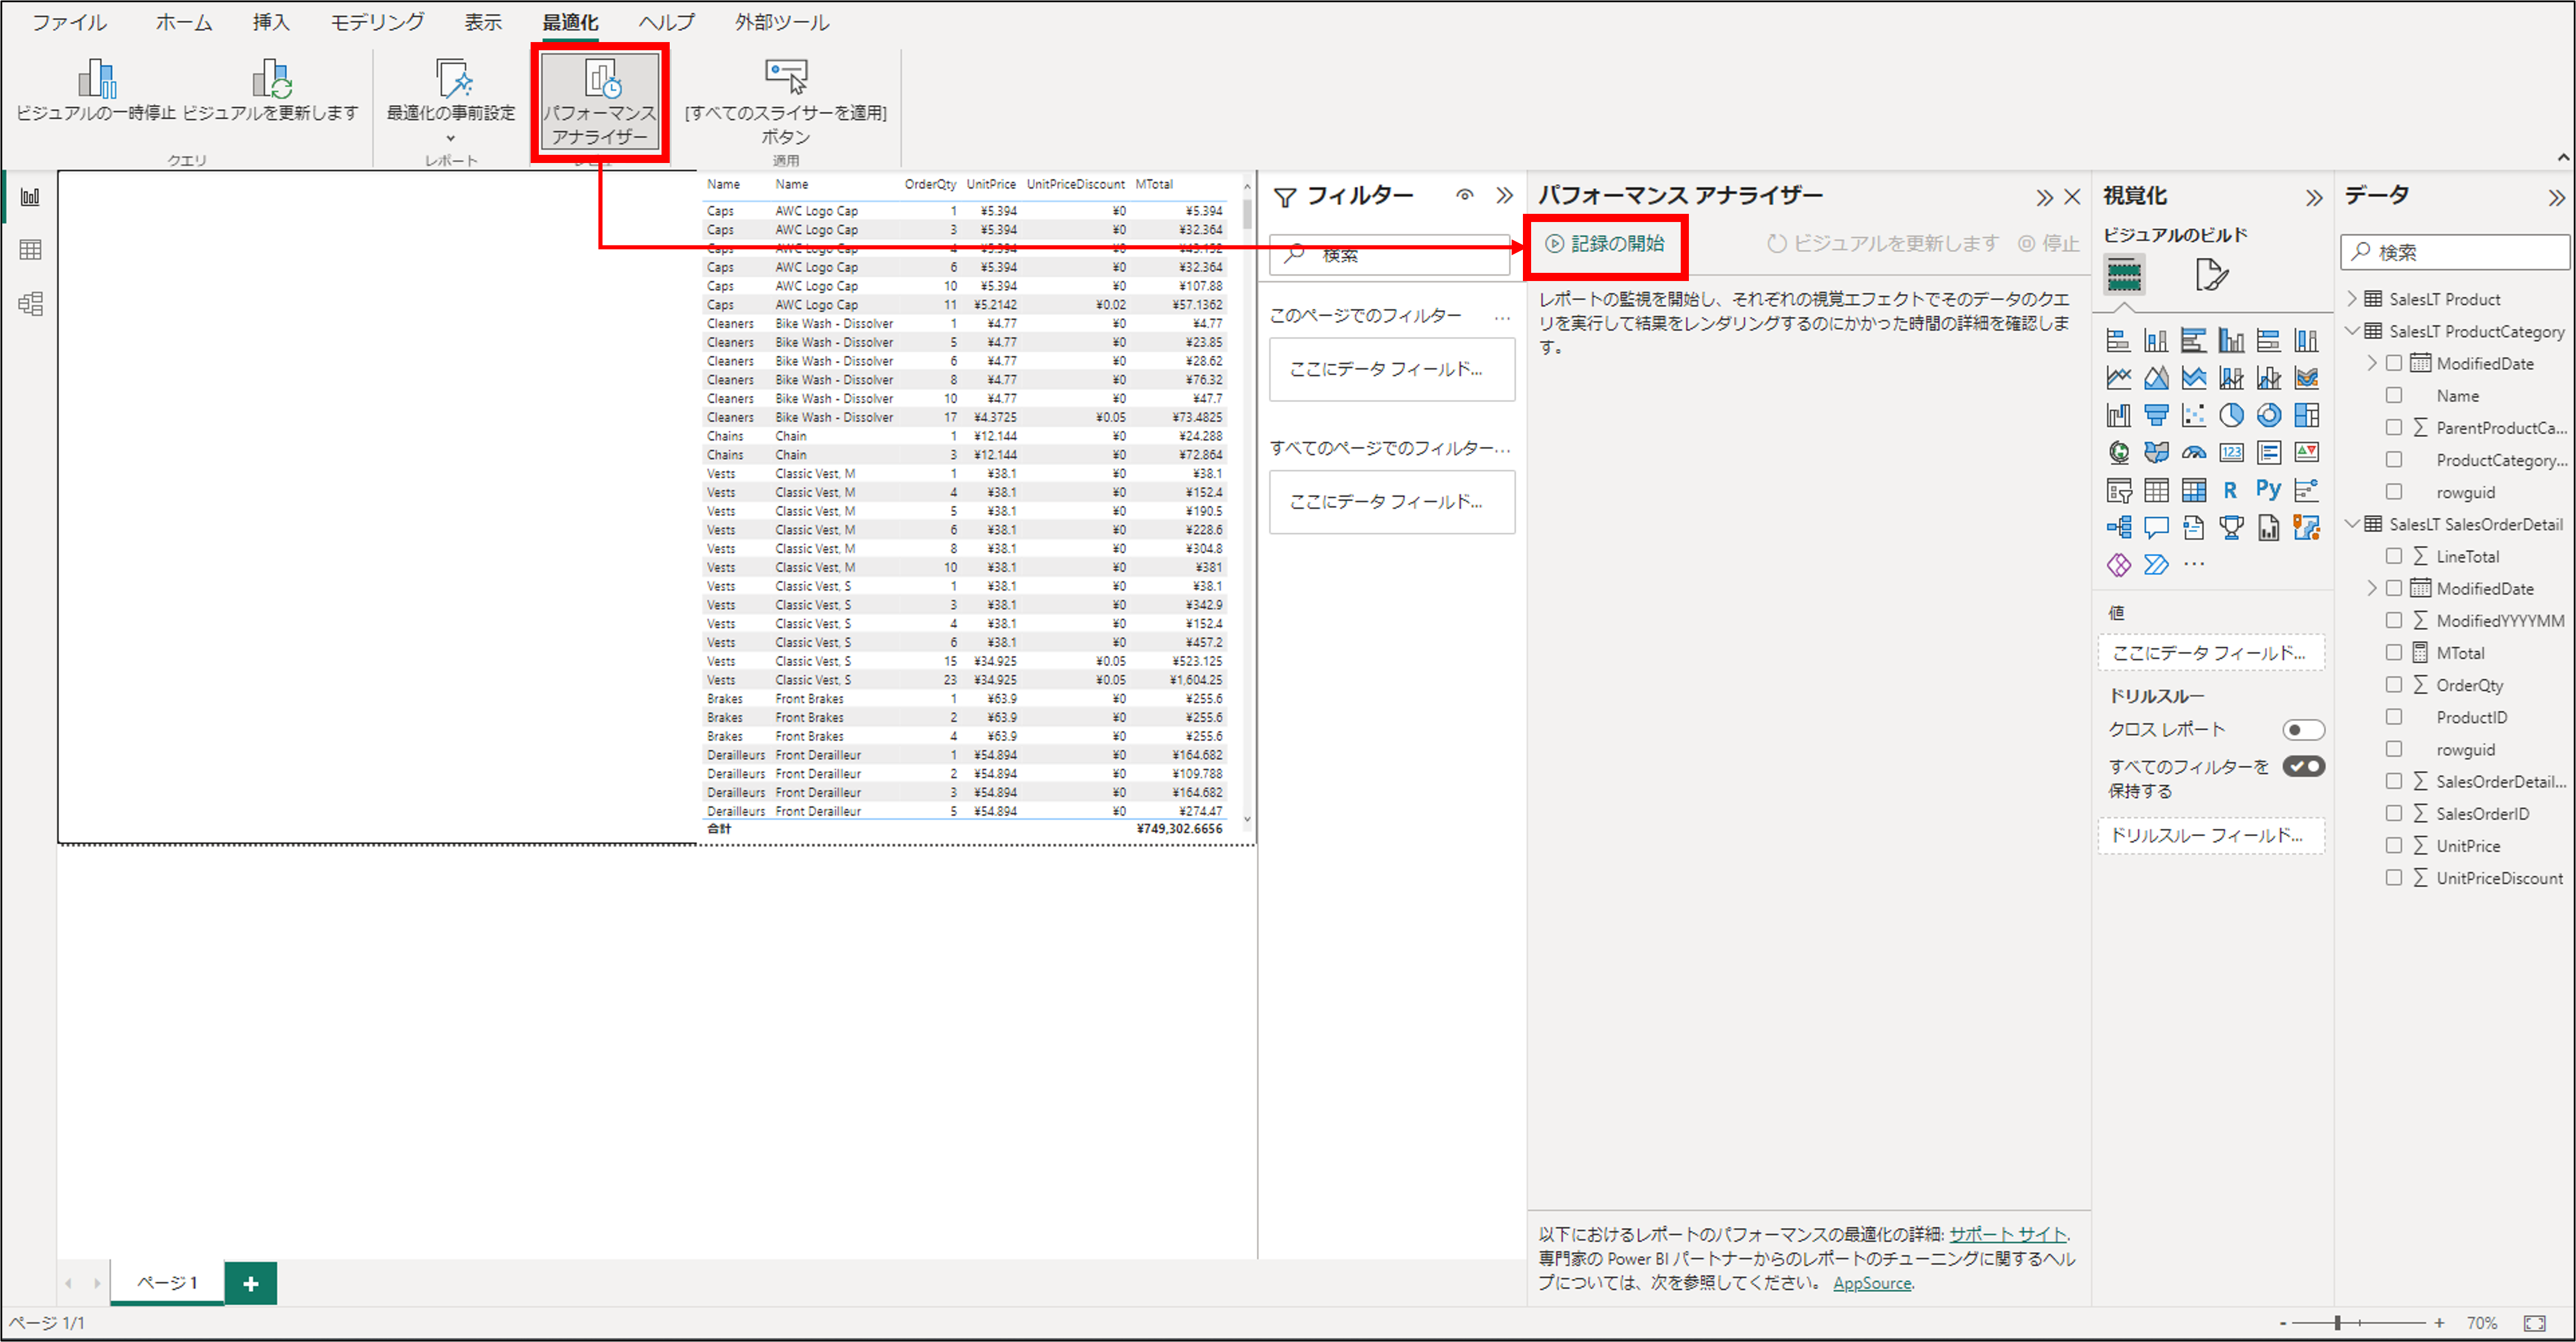 ファイル ホーム 挿入 モデリング 表示 最適化 ヘルプ 外部ツール
ビジュアルの一時停止 ビジュアルを更新します
クエリ
最適化の事前設定
レポート
パフォーマンス
アナライザー
[すべてのスライサーを適用]
ボタン
適用
Name Name OrderQty UnitPrice UnitPriceDiscount MTotal
Caps AWC Logo Cap 1 ¥5.394 ¥0 ¥5.394
Caps AWC Logo Cap 3 ¥5.394 ¥0 ¥32.364
Caps AWC Logo Cap 4 ¥5.394 ¥0 ¥43.152
Caps AWC Logo Cap 6 ¥5.394 ¥0 ¥32.364
Caps AWC Logo Cap 10 ¥5.394 ¥0 ¥107.88
Caps AWC Logo Cap 11 ¥5.2142 ¥0.02 ¥57.1362
Cleaners Bike Wash - Dissolver 1 ¥4.77 ¥0 ¥4.77
Cleaners Bike Wash - Dissolver 5 ¥4.77 ¥0 ¥23.85
Cleaners Bike Wash - Dissolver 6 ¥4.77 ¥0 ¥28.62
Cleaners Bike Wash - Dissolver 8 ¥4.77 ¥0 ¥76.32
Cleaners Bike Wash - Dissolver 10 ¥4.77 ¥0 ¥47.7
Cleaners Bike Wash - Dissolver 17 ¥4.3725 ¥0.05 ¥73.4825
Chains Chain 1 ¥12.144 ¥0 ¥24.288
Chains Chain 3 ¥12.144 ¥0 ¥72.864
Vests Classic Vest, M 1 ¥38.1 ¥0 ¥38.1
Vests Classic Vest, M 4 ¥38.1 ¥0 ¥152.4
Vests Classic Vest, M 5 ¥38.1 ¥0 ¥190.5
Vests Classic Vest, M 6 ¥38.1 ¥0 ¥228.6
Vests Classic Vest, M 8 ¥38.1 ¥0 ¥304.8
Vests Classic Vest, M 10 ¥38.1 ¥0 ¥381
Vests Classic Vest, S 1 ¥38.1 ¥0 ¥38.1
Vests Classic Vest, S 3 ¥38.1 ¥0 ¥342.9
Vests Classic Vest, S 4 ¥38.1 ¥0 ¥152.4
Vests Classic Vest, S 6 ¥38.1 ¥0 ¥457.2
Vests Classic Vest, S 15 ¥34.925 ¥0.05 ¥523.125
Vests Classic Vest, S 23 ¥34.925 ¥0.05 ¥1,604.25
Brakes Front Brakes 1 ¥63.9 ¥0 ¥255.6
Brakes Front Brakes 2 ¥63.9 ¥0 ¥255.6
Brakes Front Brakes 4 ¥63.9 ¥0 ¥255.6
Derailleurs Front Derailleur 1 ¥54.894 ¥0 ¥164.682
Derailleurs Front Derailleur 2 ¥54.894 ¥0 ¥109.788
Derailleurs Front Derailleur 3 ¥54.894 ¥0 ¥164.682
Derailleurs Front Derailleur 5 ¥54.894 ¥0 ¥274.47
合計 ¥749,302.6656
フィルター
検索
このページでのフィルター ...
ここにデータ フィールド...
すべてのページでのフィルター...
ここにデータ フィールド...
パフォーマンス アナライザー
記録の開始 ビジュアルを更新します 停止
レポートの監視を開始し、それぞれの視覚エフェクトでそのデータのクエ
リを実行して結果をレンダリングするのにかかった時間の詳細を確認しま
す。
以下におけるレポートのパフォーマンスの最適化の詳細: サポート サイト.
専門家の Power BI パートナーからのレポートのチューニングに関するヘル
プについては、次を参照してください。 AppSource.
視覚化
ビジュアルのビルド
123
R Py
...
値
ここにデータ フィールド...
ドリルスルー
クロス レポート
すべてのフィルターを
保持する
ドリルスルー フィールド...
データ
検索
SalesLT Product
SalesLT ProductCategory
ModifiedDate
Name
ParentProductCa...
ProductCategory...
rowguid
SalesLT SalesOrderDetail
LineTotal
ModifiedDate
ModifiedYYYYMM
MTotal
OrderQty
ProductID
rowguid
SalesOrderDetail...
SalesOrderID
UnitPrice
UnitPriceDiscount
ページ 1
ページ 1/1
- + 70%